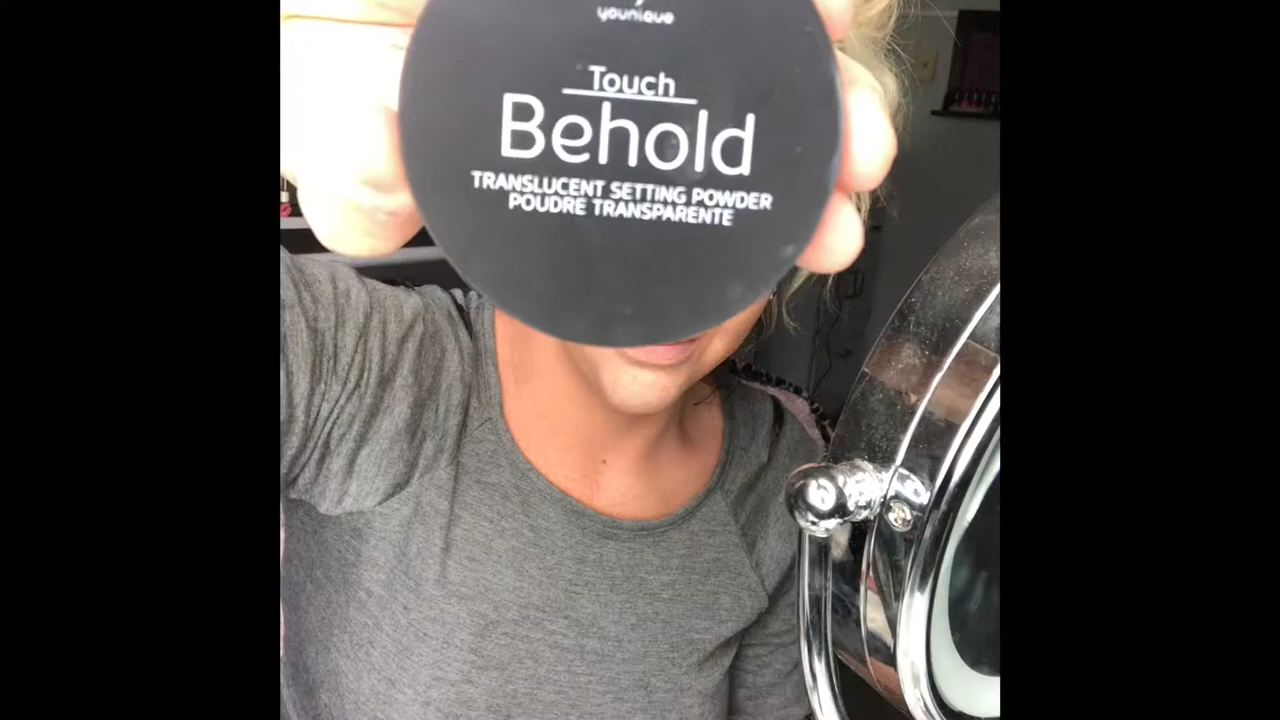 younique
Touch
Behold
TRANSLUCENT SETTING POWDER
POUDRE TRANSPARENTE